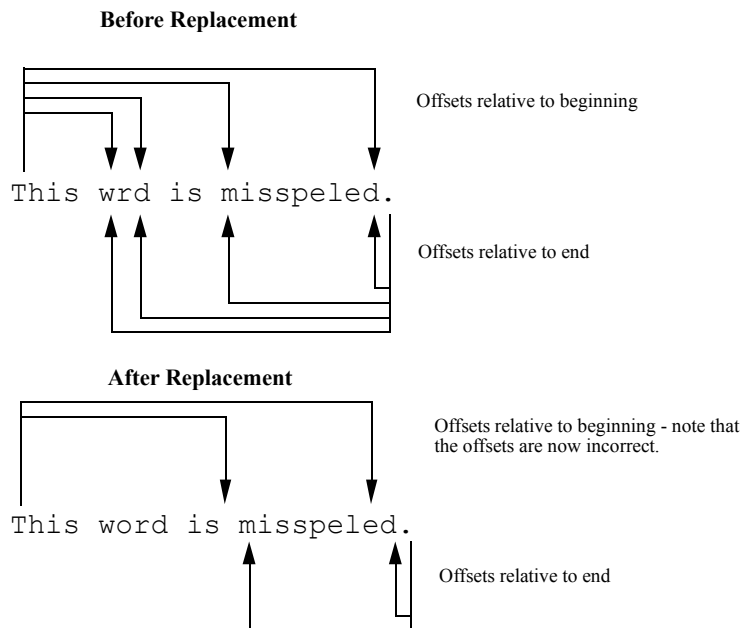 Before Replacement
Offsets relative to beginning
This wrd is misspeled.
Offsets relative to end
After Replacement
Offsets relative to beginning - note that
the offsets are now incorrect.
This word is misspeled.
Offsets relative to end